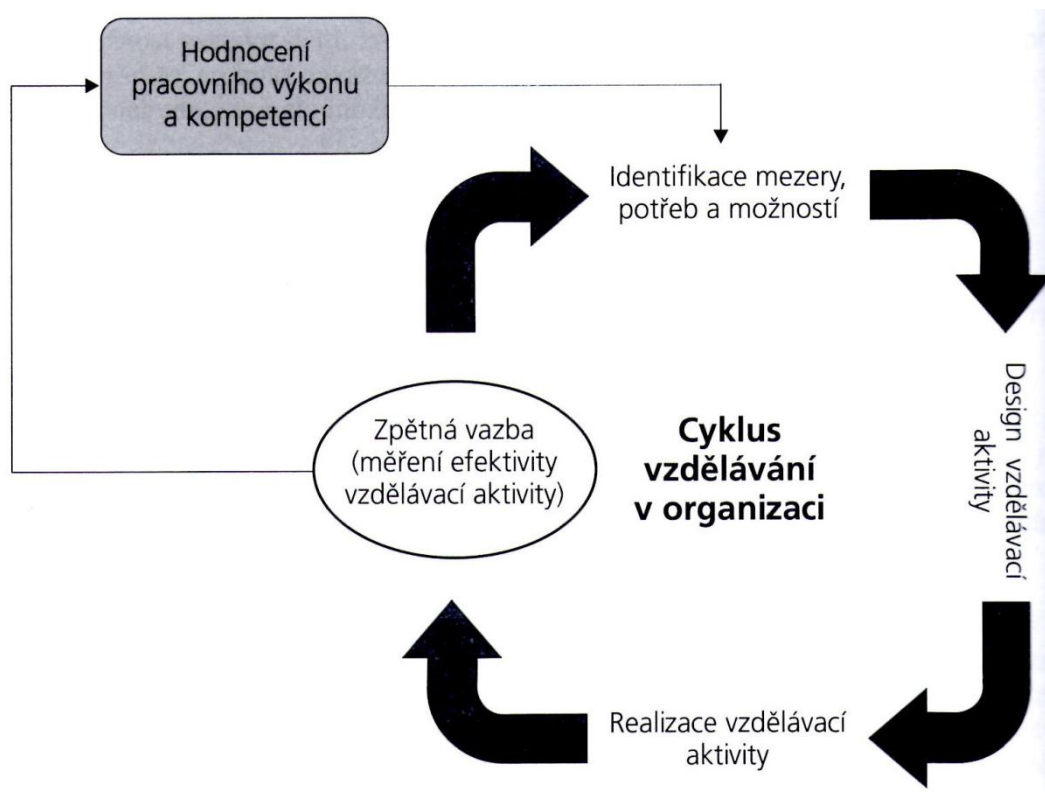 Hodnocení
pracovního výkonu
a kompetencí
Identifikace mezery,
potřeb a možností
Design vzdělávací
aktivity
Zpětná vazba
(měření efektivity
vzdělávací aktivity)
Cyklus
vzdělávání
v organizaci
Realizace vzdělávací
aktivity